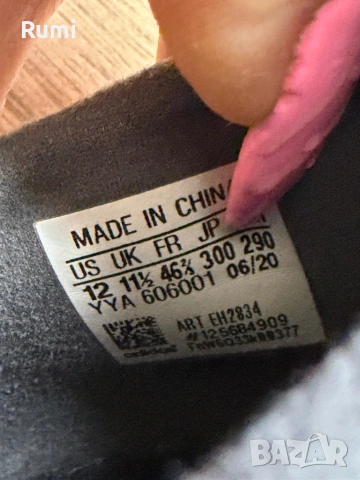 Rumi
MADE IN CHINA
US UK FR JP
12 11½ 46⅔ 300 290
YYA 606001 06/20
ART EH2834
adidas #125684909
BAZAR